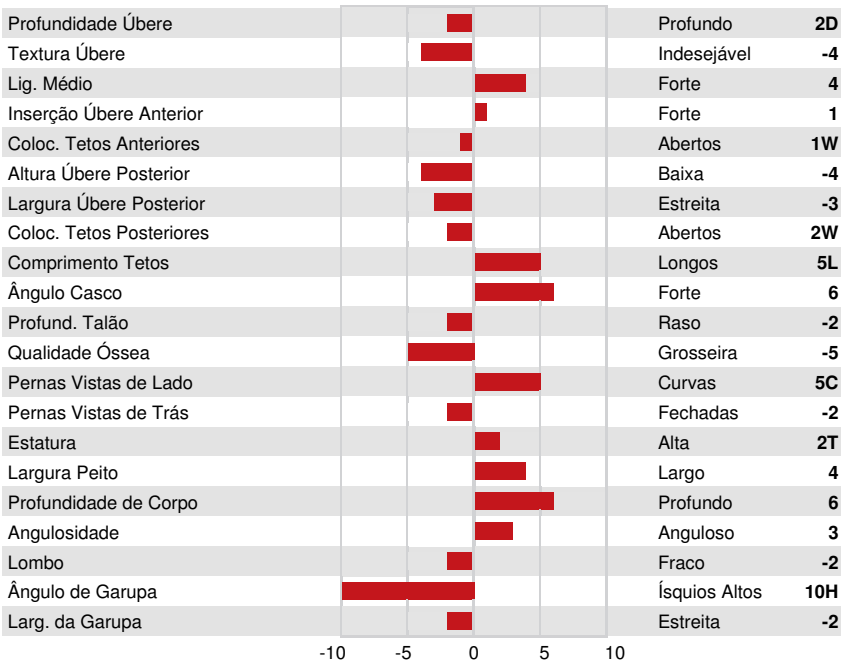 Profundidade Úbere Profundo 2D
Textura Úbere Indesejável -4
Lig. Médio Forte 4
Inserção Úbere Anterior Forte 1
Coloc. Tetos Anteriores Abertos 1W
Altura Úbere Posterior Baixa -4
Largura Úbere Posterior Estreita -3
Coloc. Tetos Posteriores Abertos 2W
Comprimento Tetos Longos 5L
Ângulo Casco Forte 6
Profund. Talão Raso -2
Qualidade Óssea Grosseira -5
Pernas Vistas de Lado Curvas 5C
Pernas Vistas de Trás Fechadas -2
Estatura Alta 2T
Largura Peito Largo 4
Profundidade de Corpo Profundo 6
Angulosidade Anguloso 3
Lombo Fraco -2
Ângulo de Garupa Ísquios Altos 10H
Larg. da Garupa Estreita -2
-10 -5 0 5 10